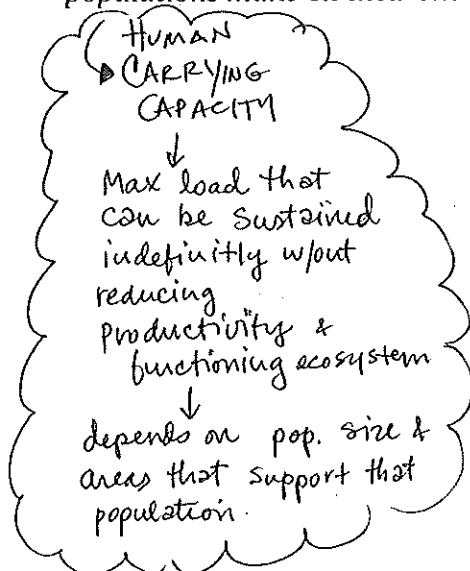 HUMAN
CARRYING
CAPACITY
Max load that
can be sustained
indefinitly w/out
reducing
productivity &
functioning ecosystem
depends on pop. size &
areas that support that
population.